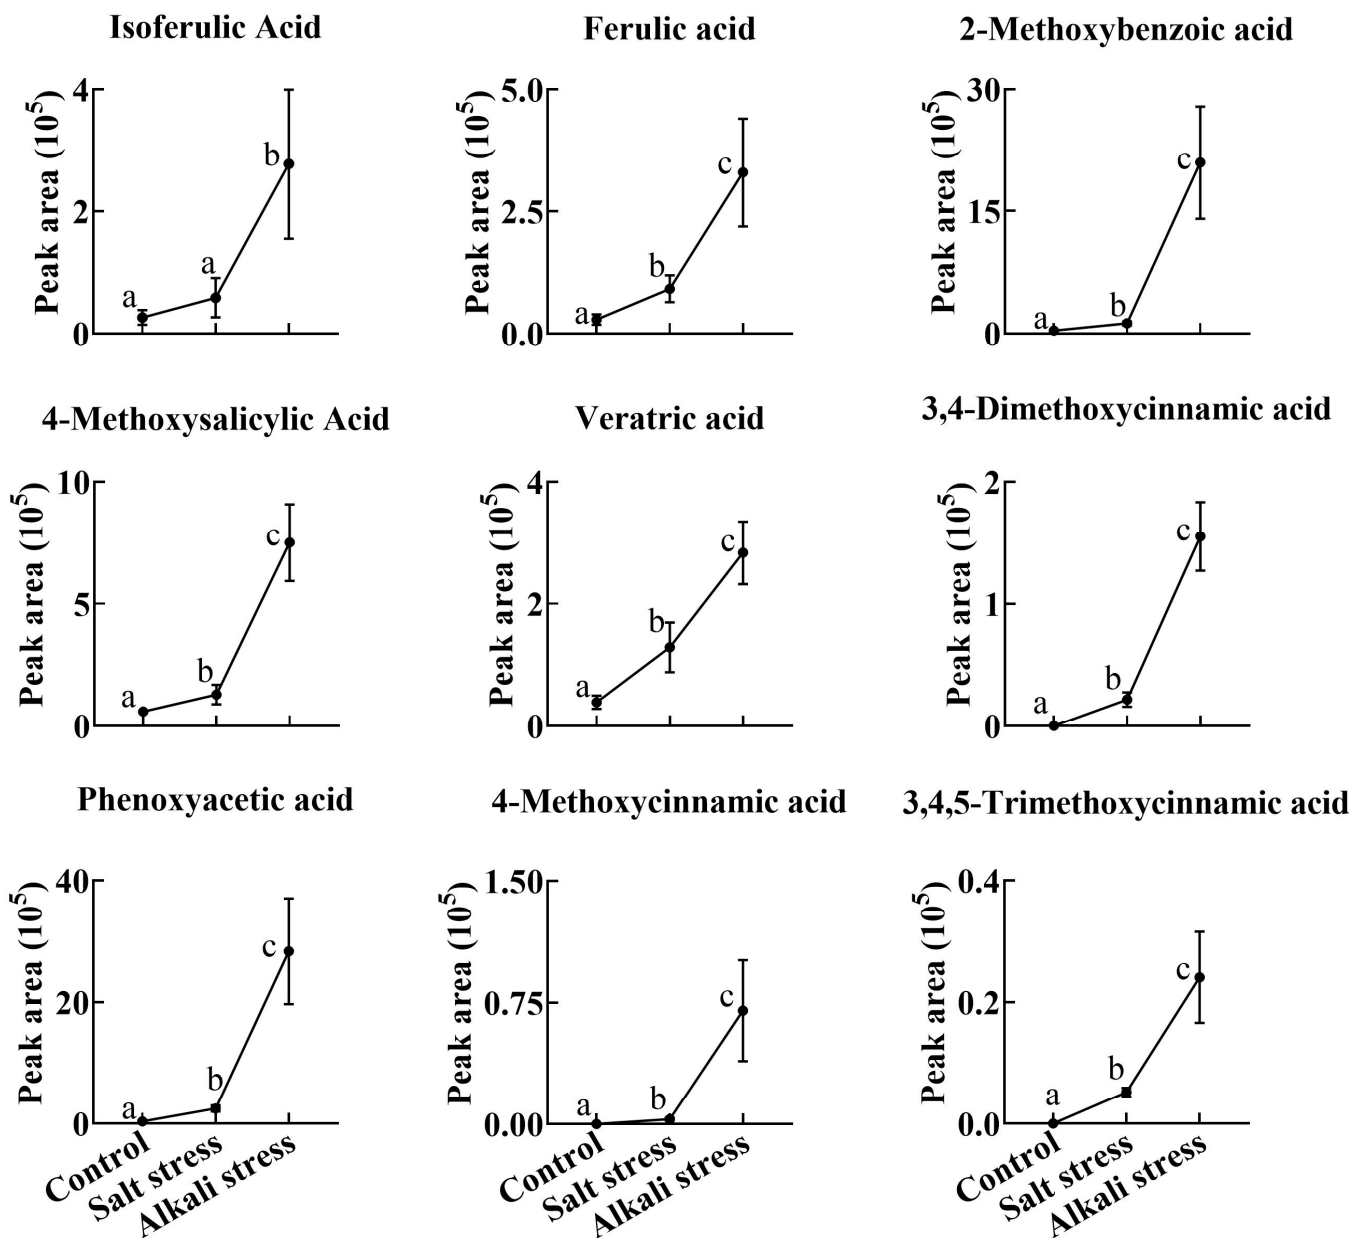 Isoferulic Acid
Peak area (10⁵)
4
2
0
a
a
b
Ferulic acid
Peak area (10⁵)
5.0
2.5
0.0
a
b
c
2-Methoxybenzoic acid
Peak area (10⁵)
30
15
0
a
b
c
4-Methoxysalicylic Acid
Peak area (10⁵)
10
5
0
a
b
c
Veratric acid
Peak area (10⁵)
4
2
0
a
b
c
3,4-Dimethoxycinnamic acid
Peak area (10⁵)
2
1
0
a
b
c
Phenoxyacetic acid
Peak area (10⁵)
40
20
0
a
b
c
Control
Salt stress
Alkali stress
4-Methoxycinnamic acid
Peak area (10⁵)
1.50
0.75
0.00
a
b
c
Control
Salt stress
Alkali stress
3,4,5-Trimethoxycinnamic acid
Peak area (10⁵)
0.4
0.2
0.0
a
b
c
Control
Salt stress
Alkali stress